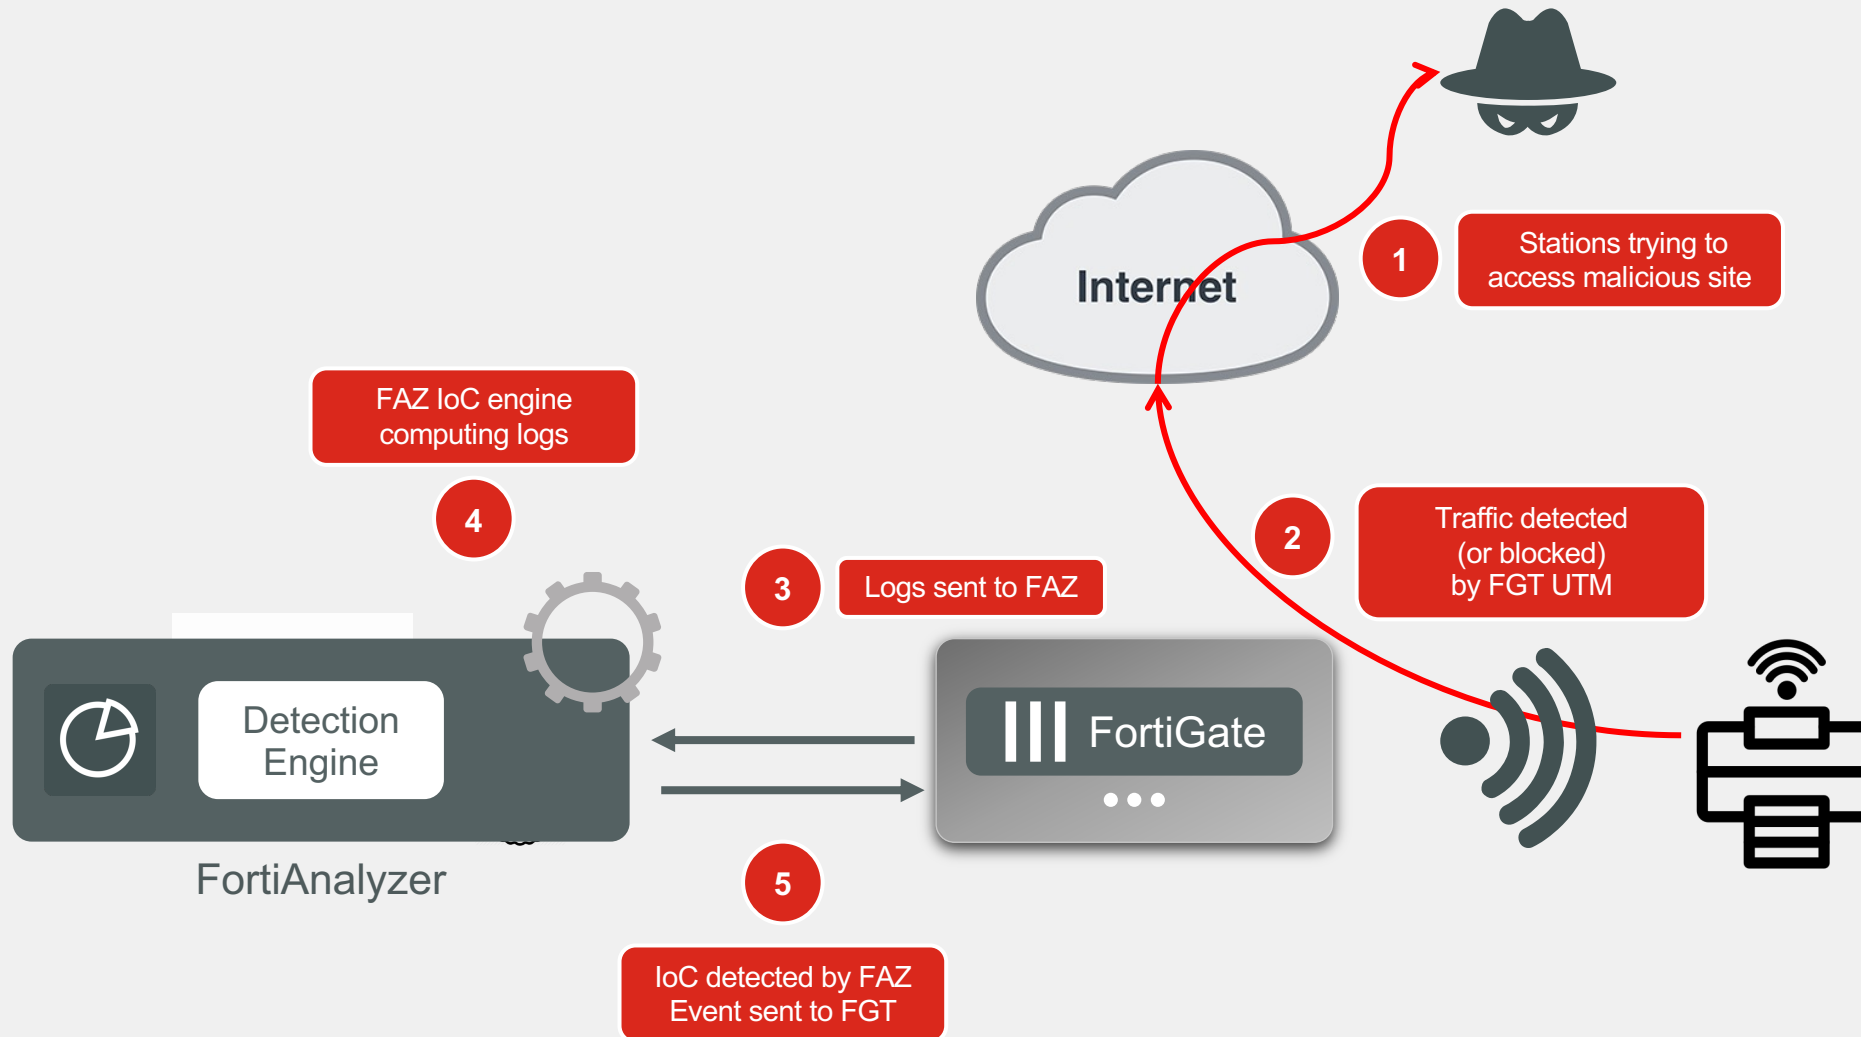 Internet
1
Stations trying to
access malicious site
FAZ IoC engine
computing logs
4
2
Traffic detected
(or blocked)
by FGT UTM
3
Logs sent to FAZ
Detection
Engine
FortiGate
FortiAnalyzer
5
IoC detected by FAZ
Event sent to FGT